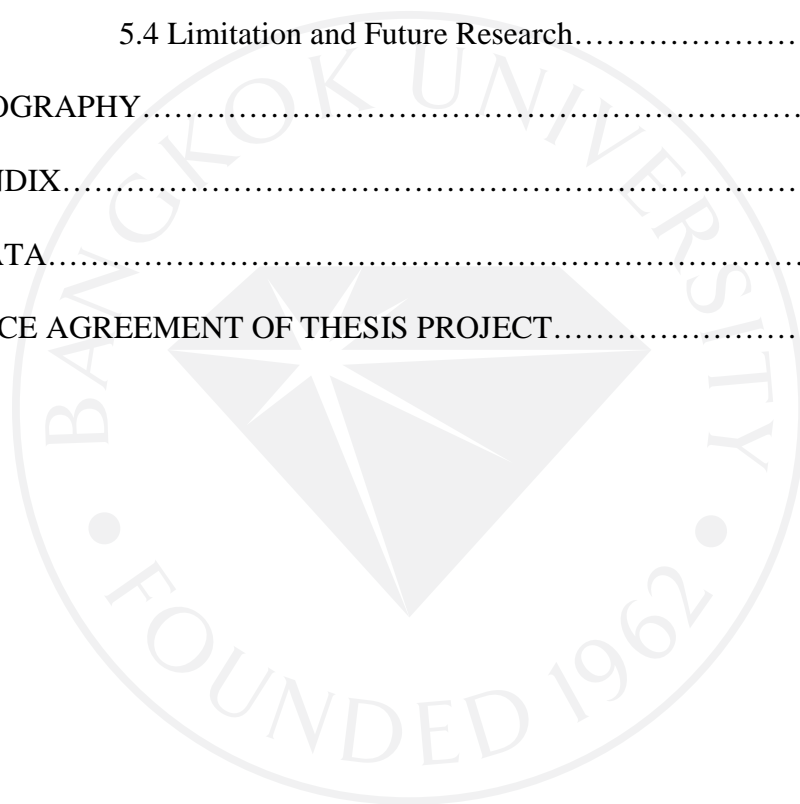 5.4 Limitation and Future Research…………………
OGRAPHY……………………………………………………………
NDIX……………………………………………………………………
ATA………………………………………………………………………
CE AGREEMENT OF THESIS PROJECT……………………
BANGKOK UNIVERSITY
• FOUNDED 1962 •